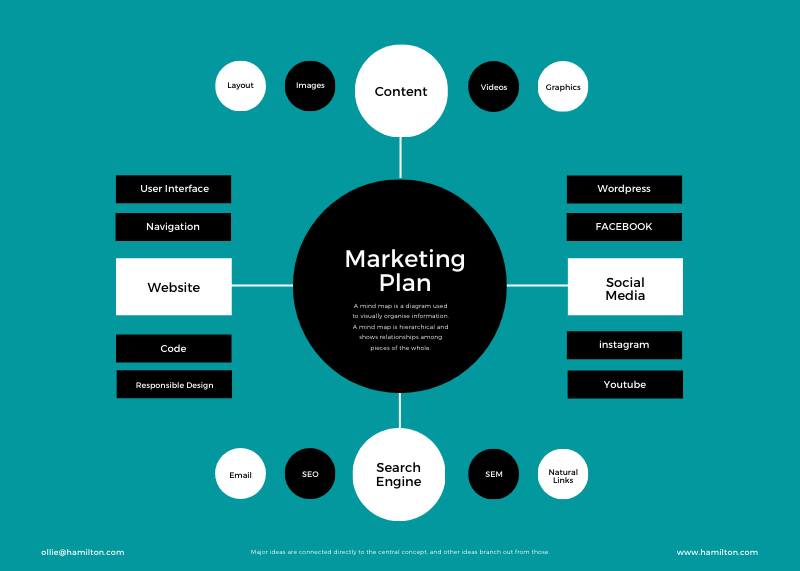 Layout
Images
Content
Videos
Graphics
User Interface
Navigation
Website
Code
Responsible Design
Marketing
Plan
A mind map is a diagram used
to visually organise information.
A mind map is hierarchical and
shows relationships among
pieces of the whole.
Wordpress
FACEBOOK
Social
Media
instagram
Youtube
Email
SEO
Search
Engine
SEM
Natural
Links
ollie@hamilton.com
Major ideas are connected directly to the central concept, and other ideas branch out from those.
www.hamilton.com